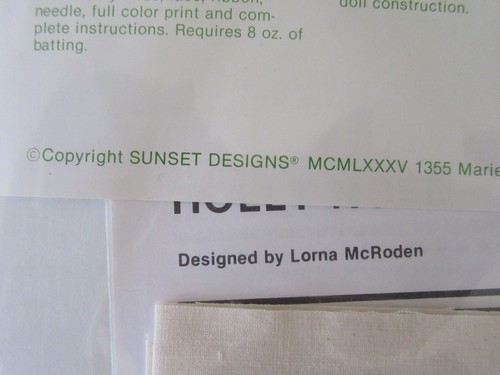 needle, full color print and com-
plete instructions. Requires 8 oz. of
batting.
doll construction.
©Copyright SUNSET DESIGNS® MCMLXXXV 1355 Marie
Designed by Lorna McRoden